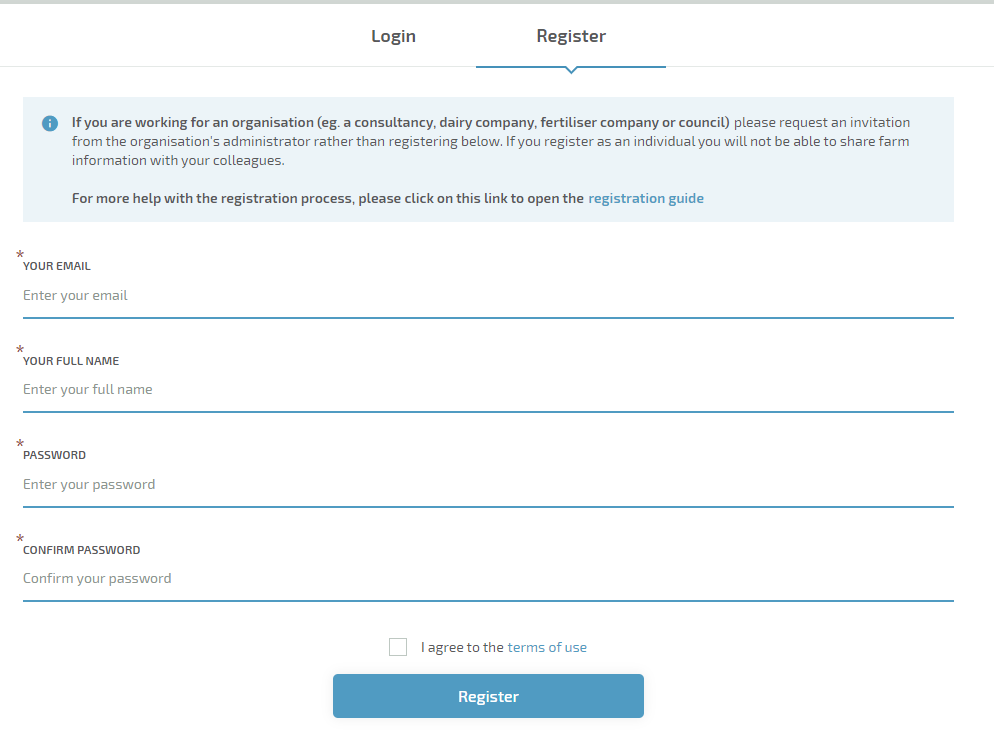 Login
Register
If you are working for an organisation (eg. a consultancy, dairy company, fertiliser company or council) please request an invitation
from the organisation's administrator rather than registering below. If you register as an individual you will not be able to share farm
information with your colleagues.
For more help with the registration process, please click on this link to open the registration guide
* YOUR EMAIL
Enter your email
* YOUR FULL NAME
Enter your full name
* PASSWORD
Enter your password
* CONFIRM PASSWORD
Confirm your password
I agree to the terms of use
Register